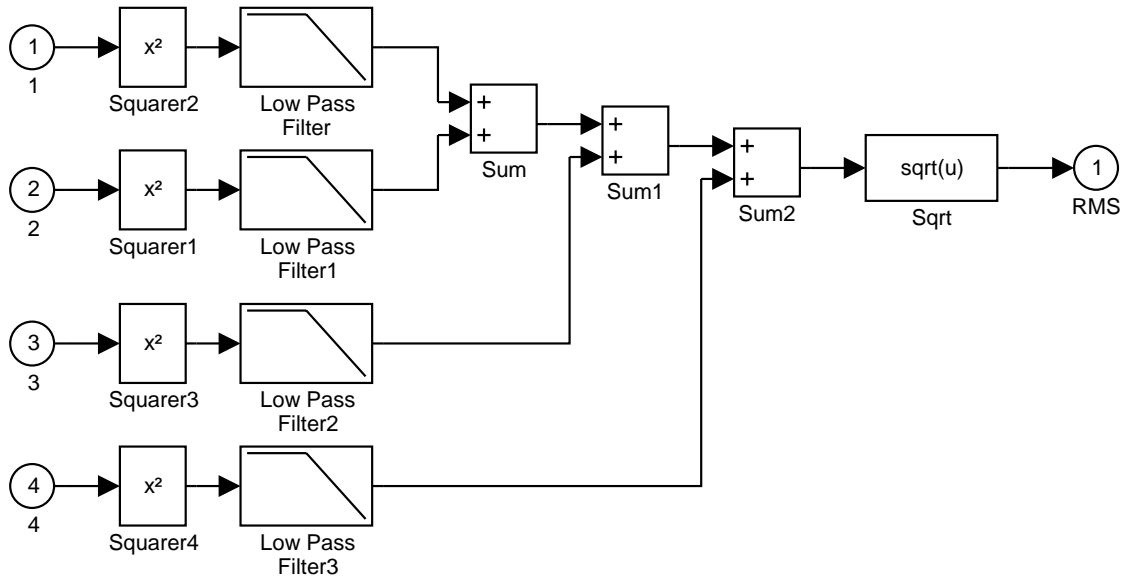 1
1
x²
Squarer2
Low Pass
Filter
+
+
Sum
2
2
x²
Squarer1
Low Pass
Filter1
+
+
Sum1
+
+
Sum2
sqrt(u)
Sqrt
1
RMS
3
3
x²
Squarer3
Low Pass
Filter2
4
4
x²
Squarer4
Low Pass
Filter3